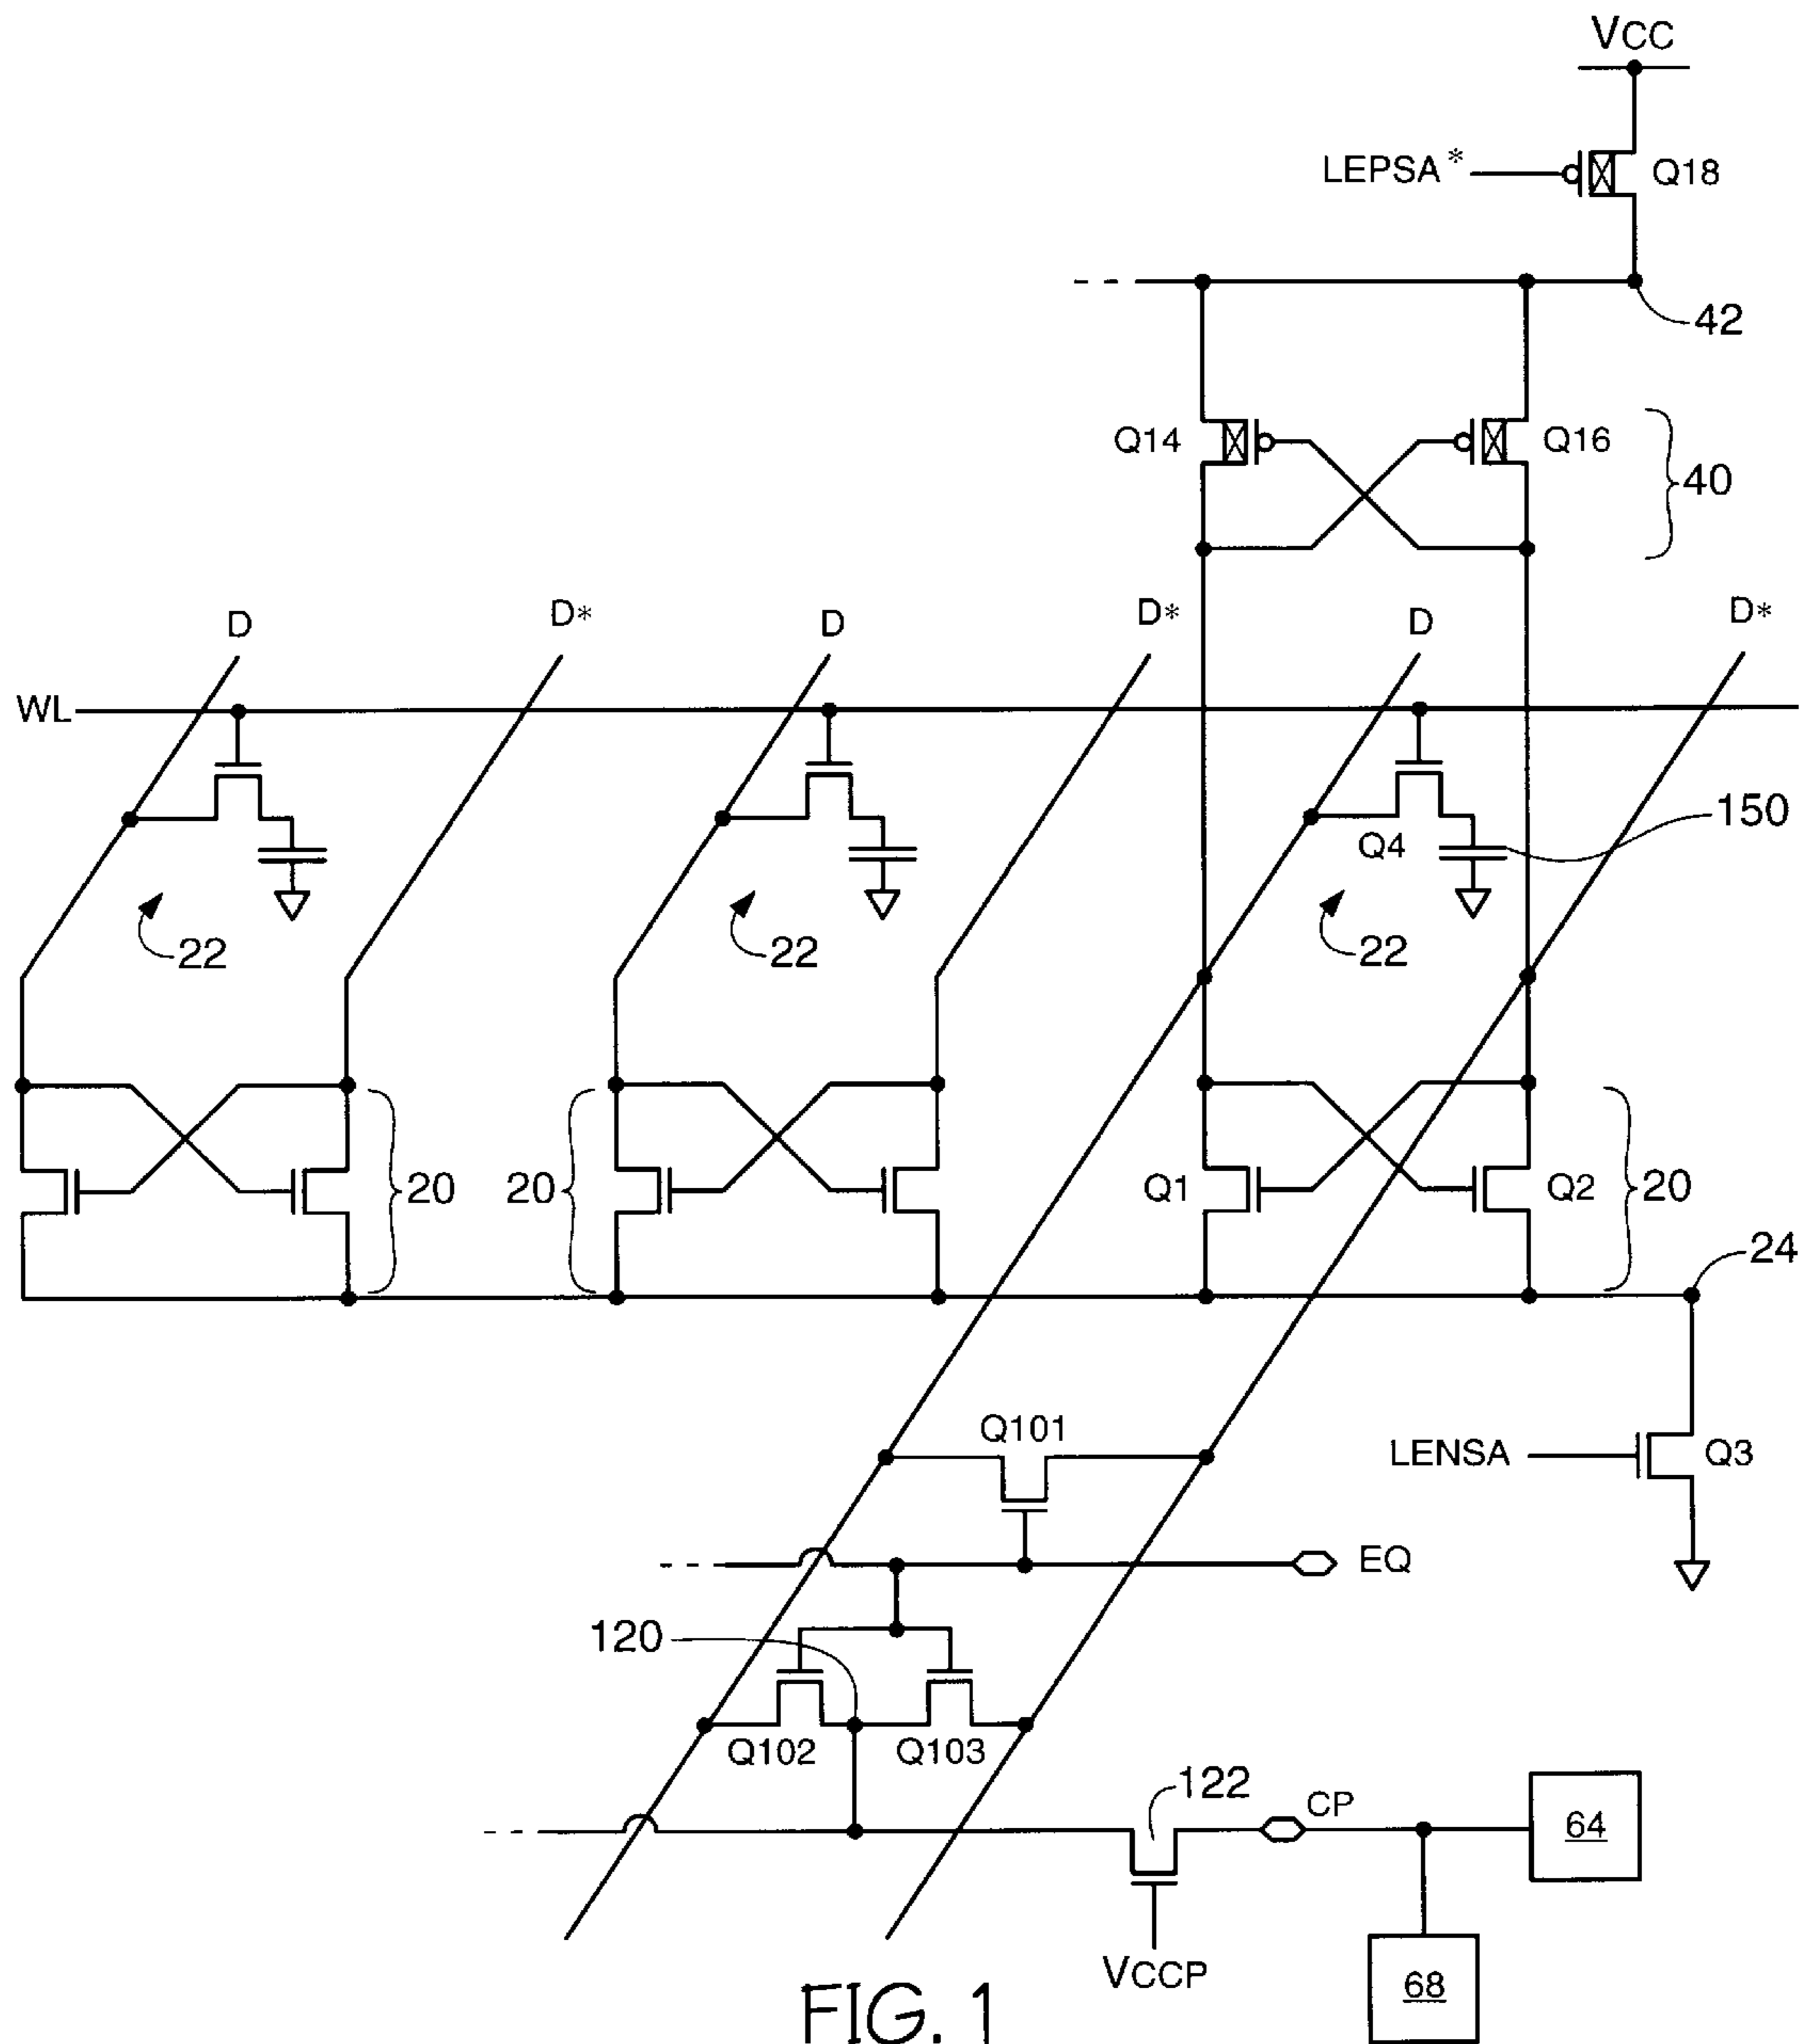 VCC
LEPSA*
Q18
42
Q14
Q16
40
D
D*
D
D*
D
D*
WL
150
Q4
22
22
22
20
20
Q1
Q2
20
24
Q101
LENSA
Q3
EQ
120
Q102
Q103
122
CP
64
VCCP
68
FIG. 1